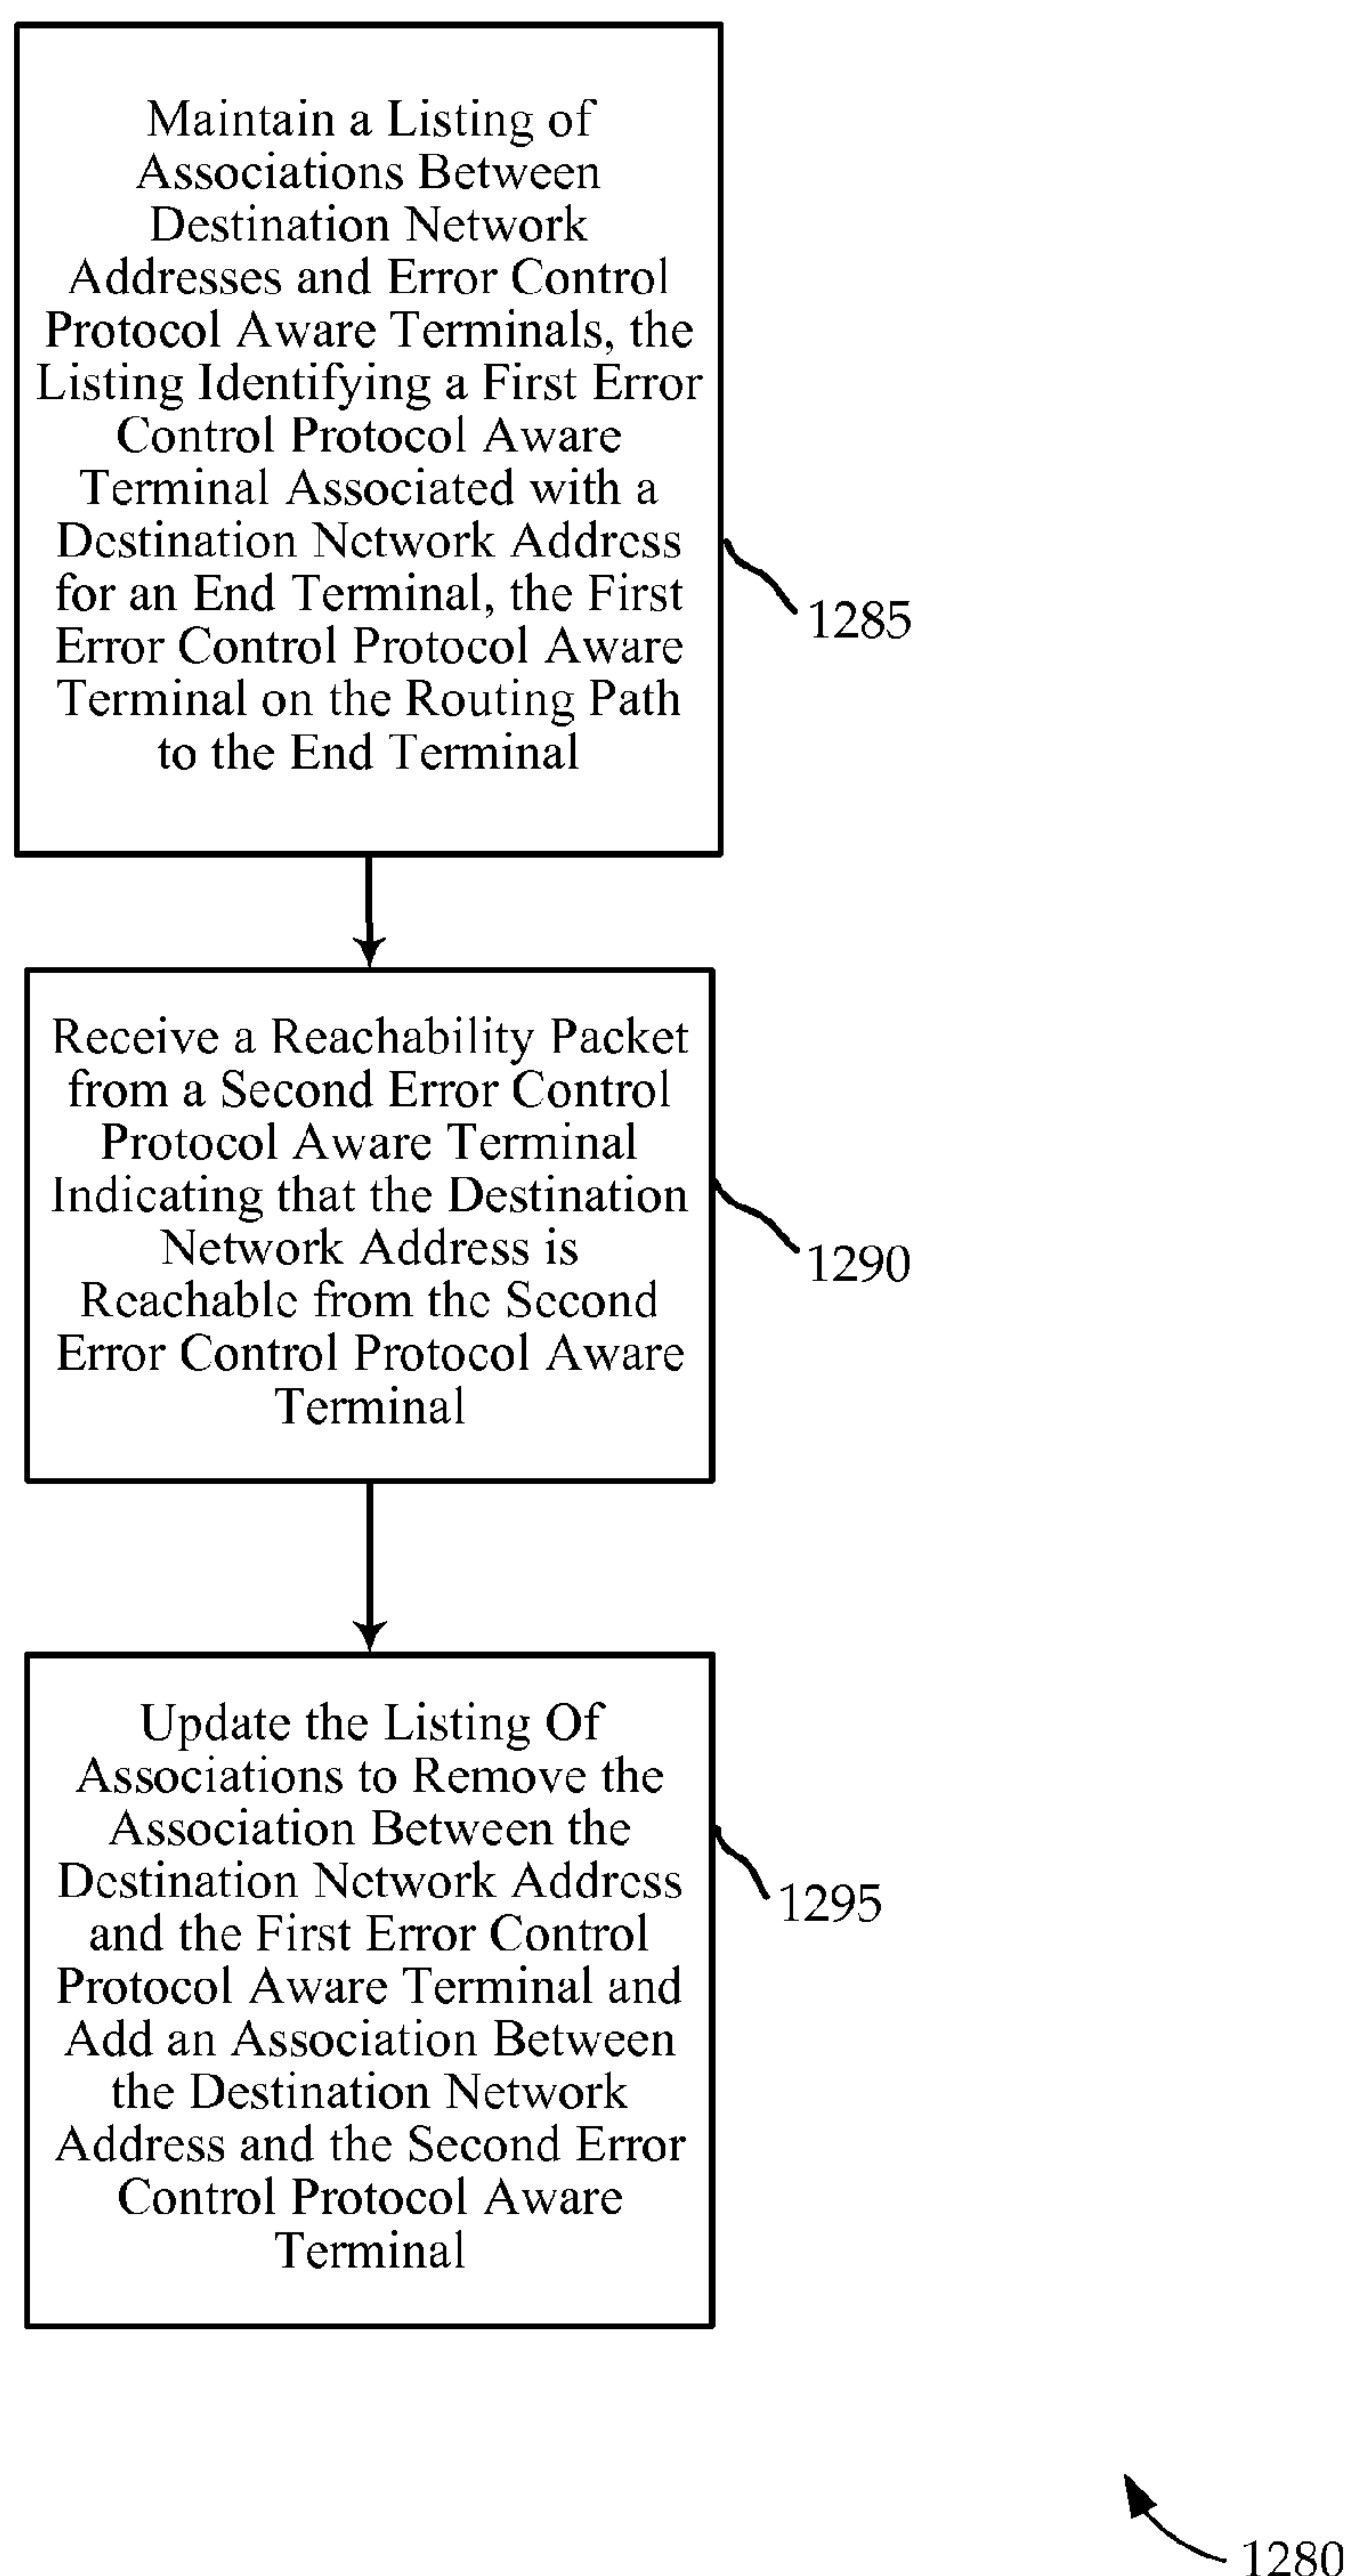 Maintain a Listing of
Associations Between
Destination Network
Addresses and Error Control
Protocol Aware Terminals, the
Listing Identifying a First Error
Control Protocol Aware
Terminal Associated with a
Destination Network Address
for an End Terminal, the First
Error Control Protocol Aware
Terminal on the Routing Path
to the End Terminal
1285
Receive a Reachability Packet
from a Second Error Control
Protocol Aware Terminal
Indicating that the Destination
Network Address is
Reachable from the Second
Error Control Protocol Aware
Terminal
1290
Update the Listing Of
Associations to Remove the
Association Between the
Destination Network Address
and the First Error Control
Protocol Aware Terminal and
Add an Association Between
the Destination Network
Address and the Second Error
Control Protocol Aware
Terminal
1295
1280